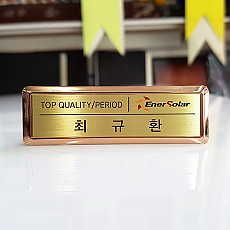 TOP QUALITY/PERIOD EnerSolar
최 규 환